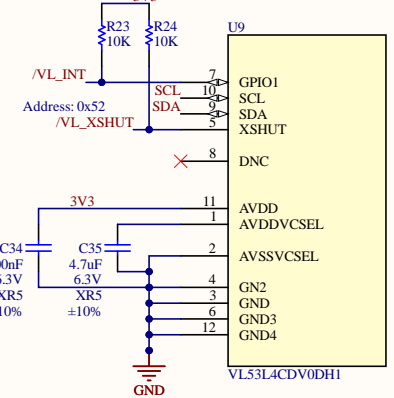 R23 R24
10K 10K
U9
/VL_INT 7 GPIO1
SCL 10 SCL
SDA 9 SDA
Address: 0x52
/VL_XSHUT 5 XSHUT
8 DNC
3V3 11 AVDD
1 AVDDVCSEL
C34 C35 2 AVSSVCSEL
4.7uF
6.3V
XR5 XR5 4 GN2
10% ±10% 3 GND
6 GND3
12 GND4
VL53L4CDV0DH1
GND